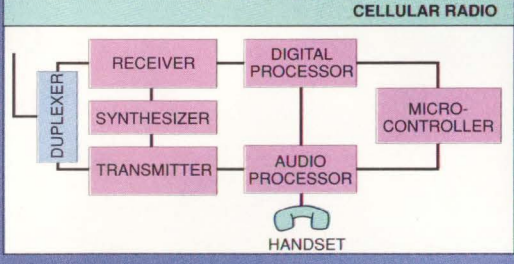 CELLULAR RADIO
RECEIVER
DIGITAL
PROCESSOR
DUPLEXER
SYNTHESIZER
MICRO-
CONTROLLER
TRANSMITTER
AUDIO
PROCESSOR
HANDSET